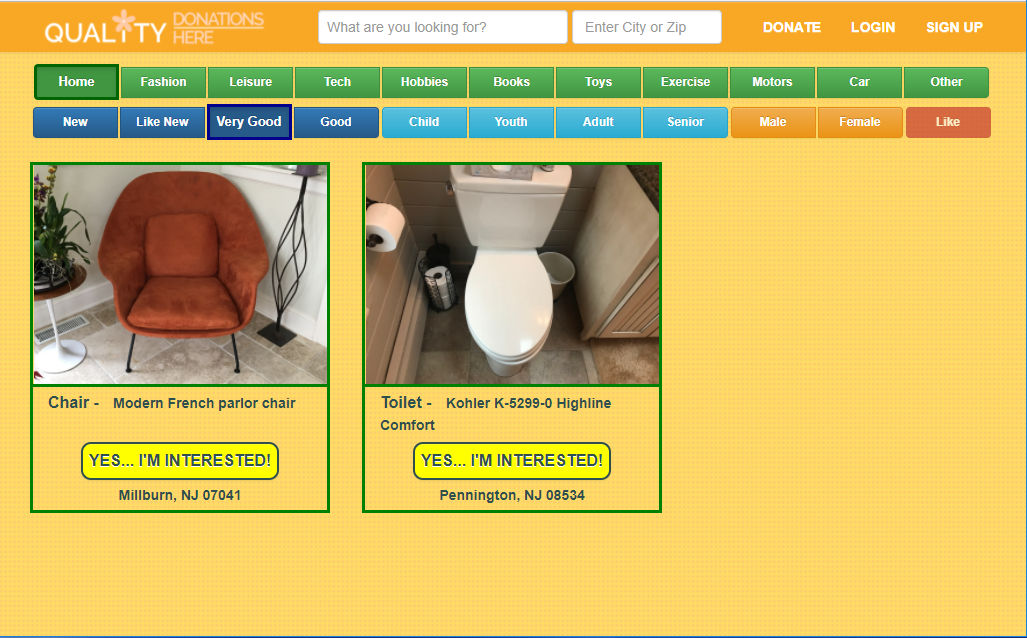 QUALITY DONATIONS HERE
What are you looking for? Enter City or Zip DONATE LOGIN SIGN UP
Home Fashion Leisure Tech Hobbies Books Toys Exercise Motors Car Other
New Like New Very Good Good Child Youth Adult Senior Male Female Like
Chair - Modern French parlor chair
YES... I'M INTERESTED!
Millburn, NJ 07041
Toilet - Kohler K-5299-0 Highline
Comfort
YES... I'M INTERESTED!
Pennington, NJ 08534